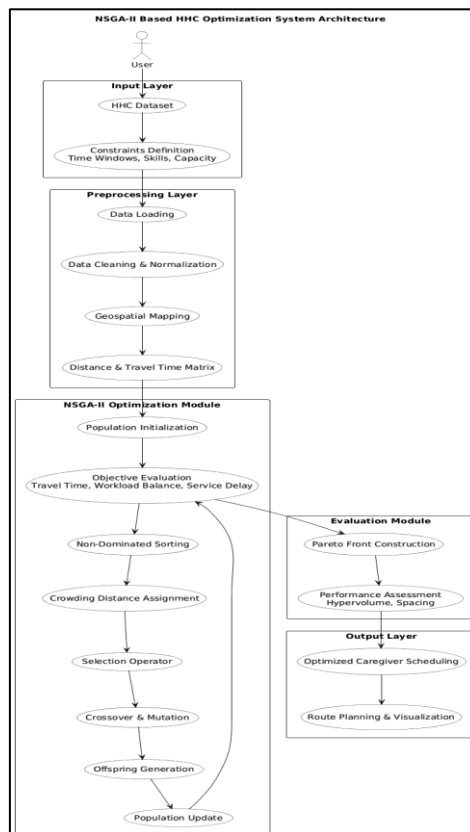 NSGA-II Based HHC Optimization System Architecture
User
Input Layer
HHC Dataset
Constraints Definition
Time Windows, Skills, Capacity
Preprocessing Layer
Data Loading
Data Cleaning & Normalization
Geospatial Mapping
Distance & Travel Time Matrix
NSGA-II Optimization Module
Population Initialization
Objective Evaluation
Travel Time, Workload Balance, Service Delay
Non-Dominated Sorting
Crowding Distance Assignment
Selection Operator
Crossover & Mutation
Offspring Generation
Population Update
Evaluation Module
Pareto Front Construction
Performance Assessment
Hypervolume, Spacing
Output Layer
Optimized Caregiver Scheduling
Route Planning & Visualization